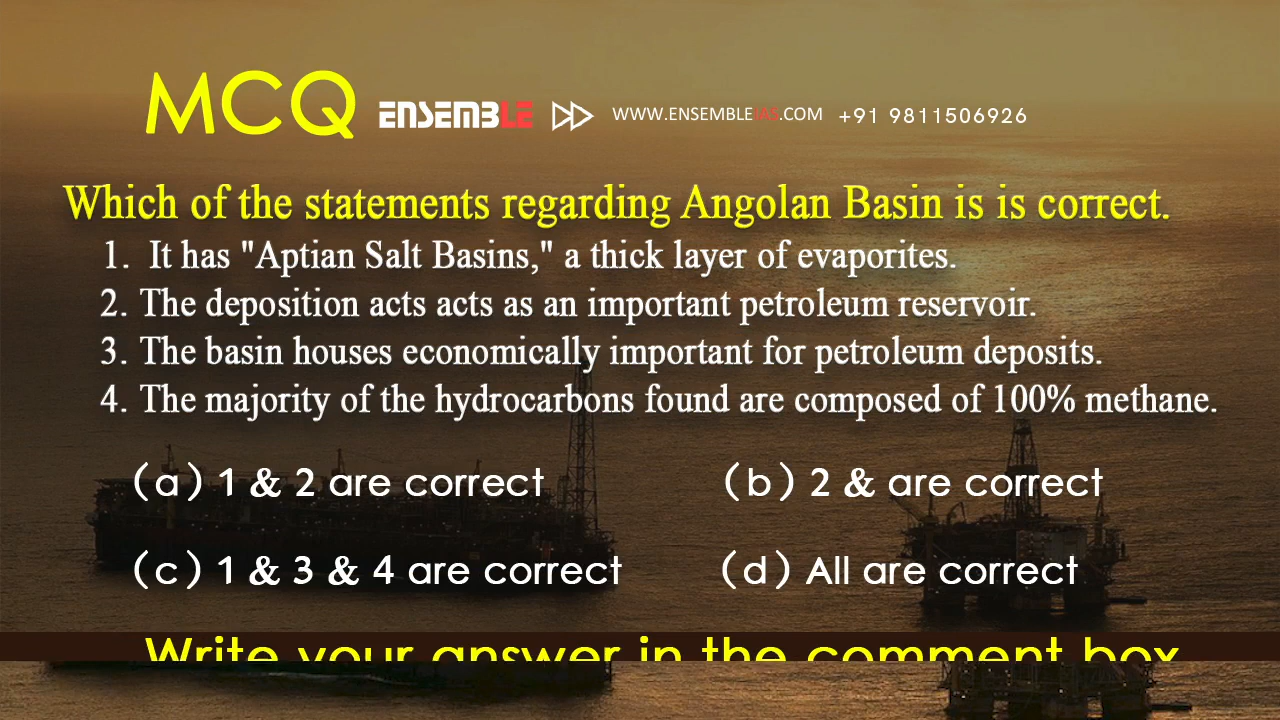 MCQ ENSEMBLE WWW.ENSEMBLEIAS.COM +91 9811506926
Which of the statements regarding Angolan Basin is is correct.
1. It has "Aptian Salt Basins," a thick layer of evaporites.
2. The deposition acts acts as an important petroleum reservoir.
3. The basin houses economically important for petroleum deposits.
4. The majority of the hydrocarbons found are composed of 100% methane.
(a) 1 & 2 are correct (b) 2 & are correct
(c) 1 & 3 & 4 are correct (d) All are correct
Write your answer in the comment box